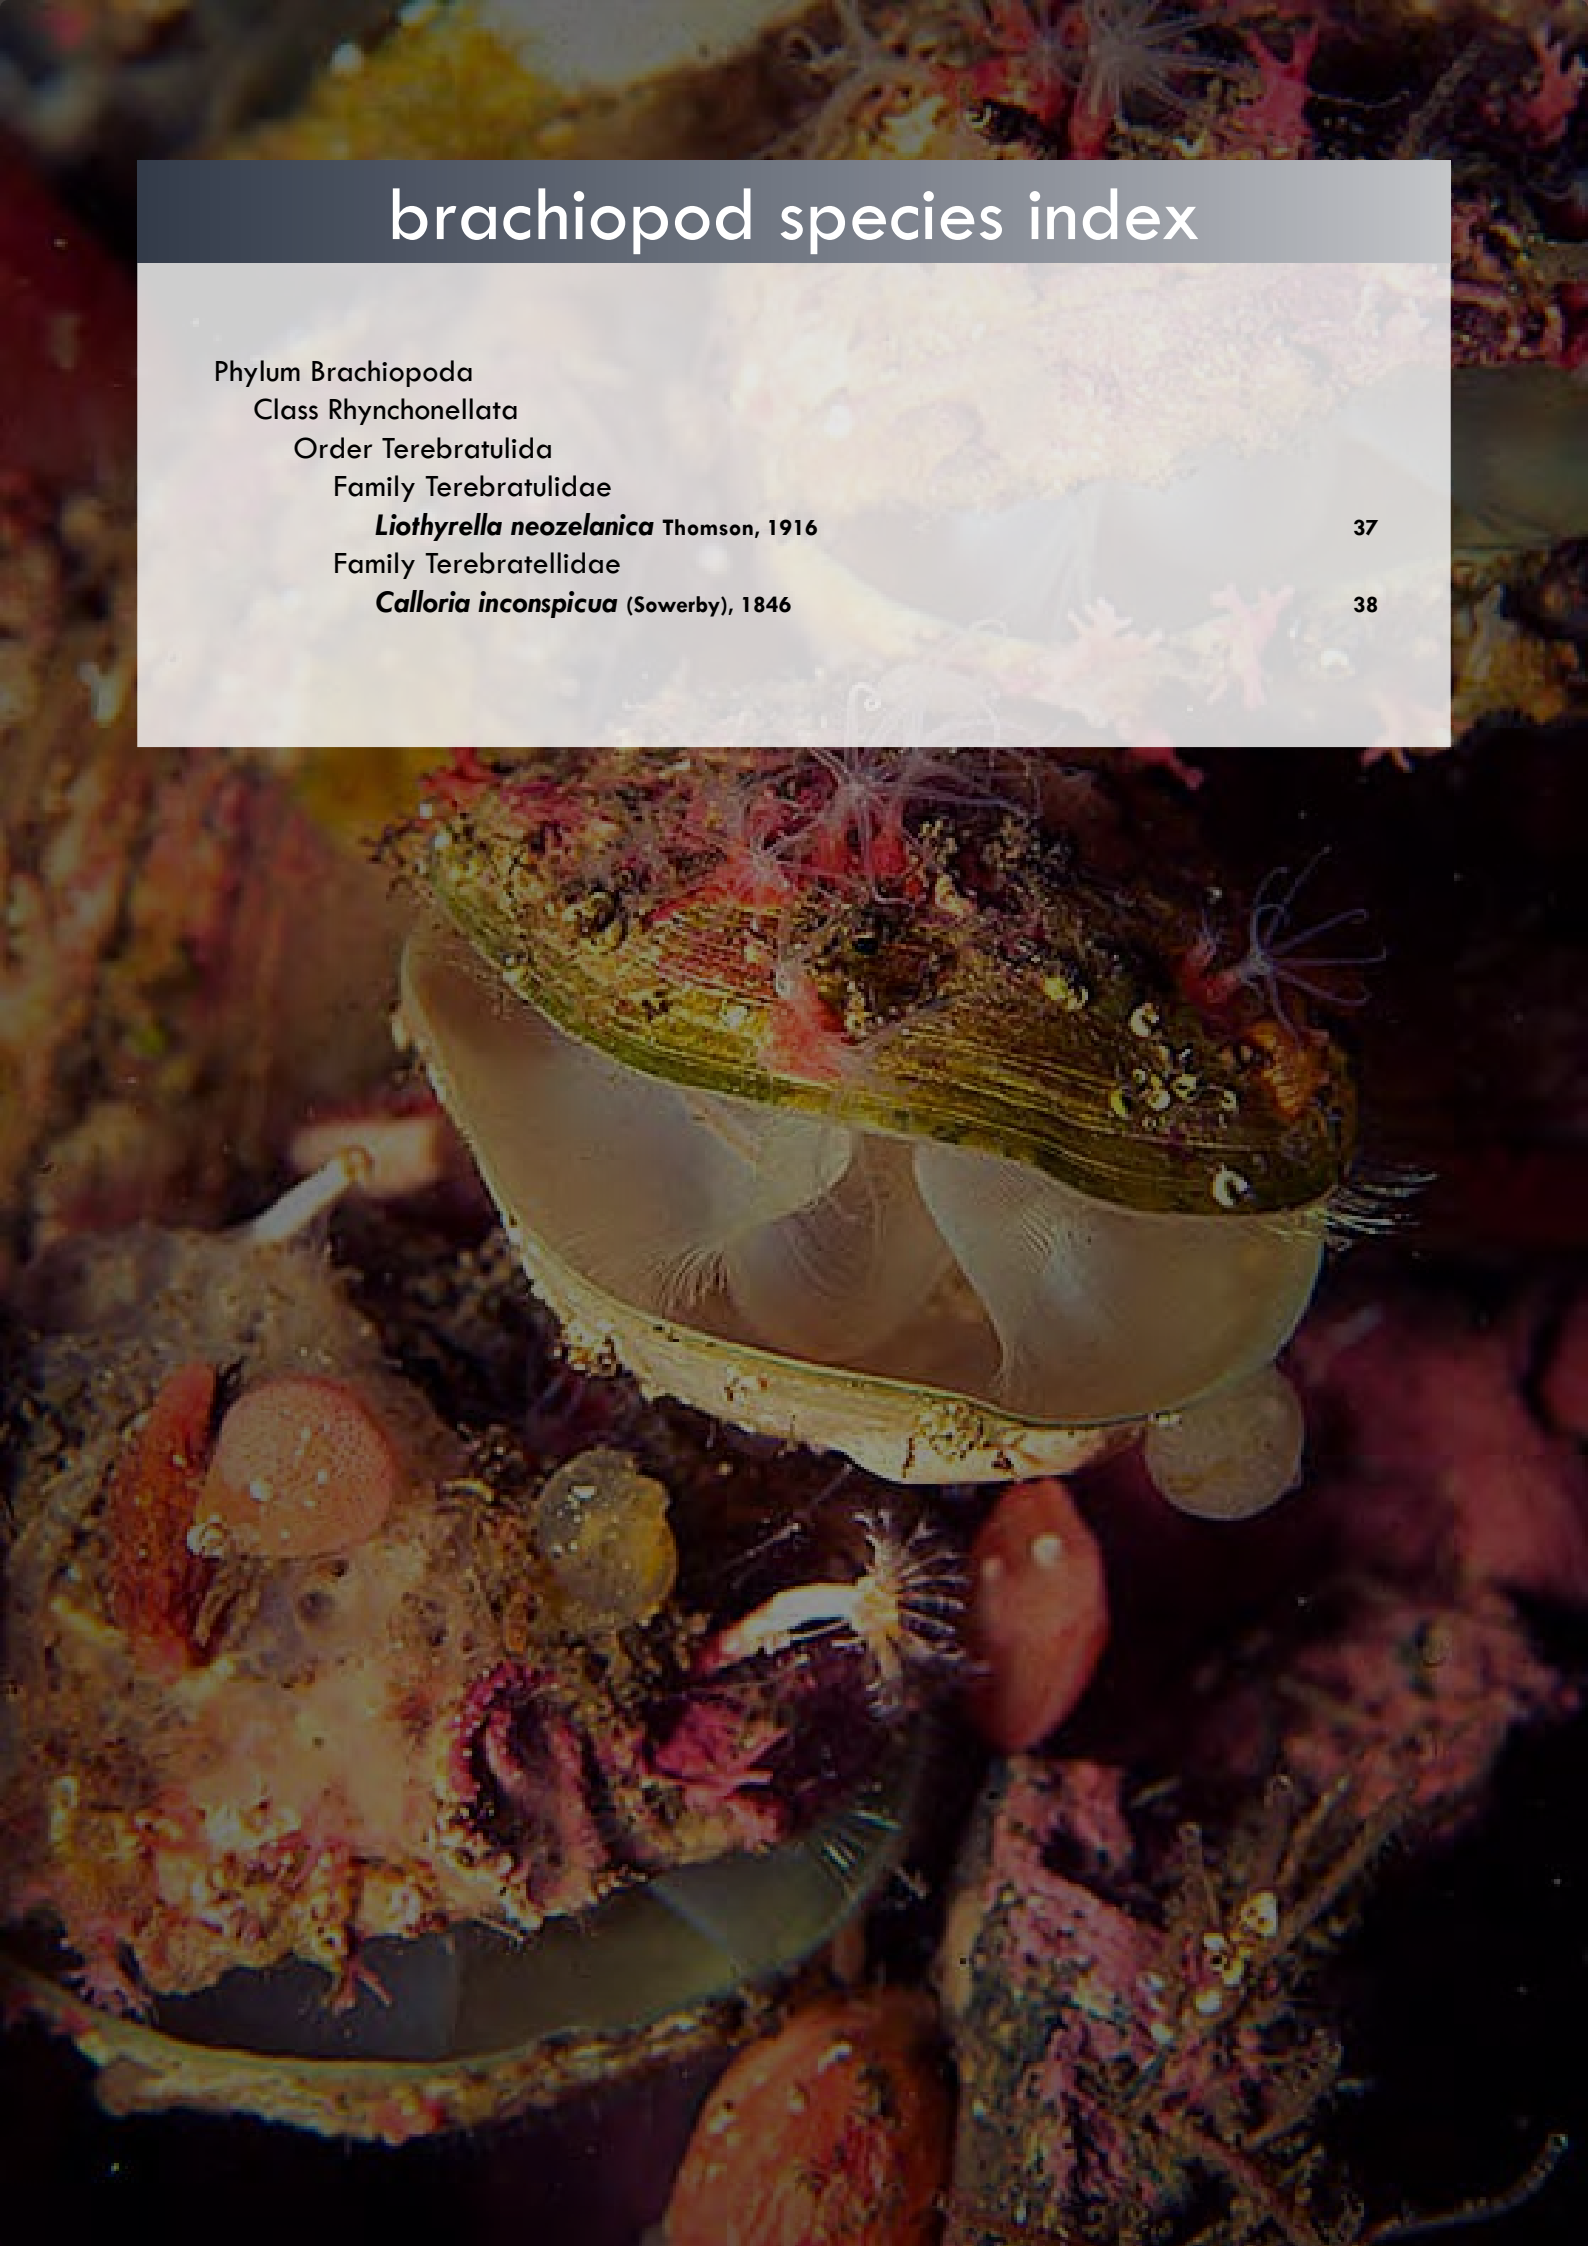 brachiopod species index
Phylum Brachiopoda
Class Rhynchonellata
Order Terebratulida
Family Terebratulidae
Liothyrella neozelanica Thomson, 1916 37
Family Terebratellidae
Calloria inconspicua (Sowerby), 1846 38